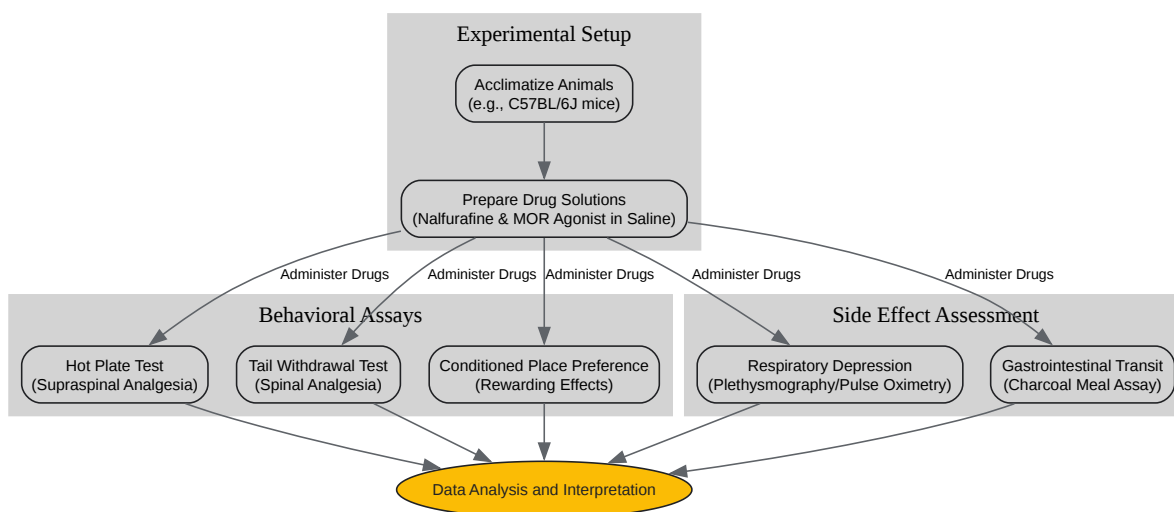 Experimental Setup
Acclimatize Animals
(e.g., C57BL/6J mice)
Prepare Drug Solutions
(Nalfurafine & MOR Agonist in Saline)
Administer Drugs
Administer Drugs
Administer Drugs
Administer Drugs
Administer Drugs
Behavioral Assays
Side Effect Assessment
Hot Plate Test
(Supraspinal Analgesia)
Tail Withdrawal Test
(Spinal Analgesia)
Conditioned Place Preference
(Rewarding Effects)
Respiratory Depression
(Plethysmography/Pulse Oximetry)
Gastrointestinal Transit
(Charcoal Meal Assay)
Data Analysis and Interpretation